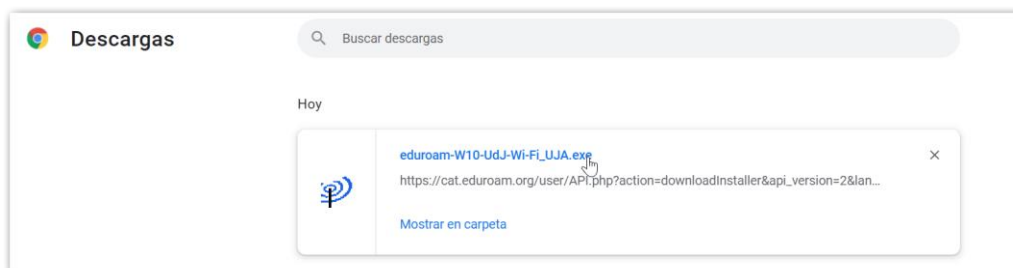 Descargas
Buscar descargas
Hoy
eduroam-W10-UdJ-Wi-Fi_UJA.exe
https://cat.eduroam.org/user/API.php?action=downloadInstaller&api_version=2&lan...
Mostrar en carpeta